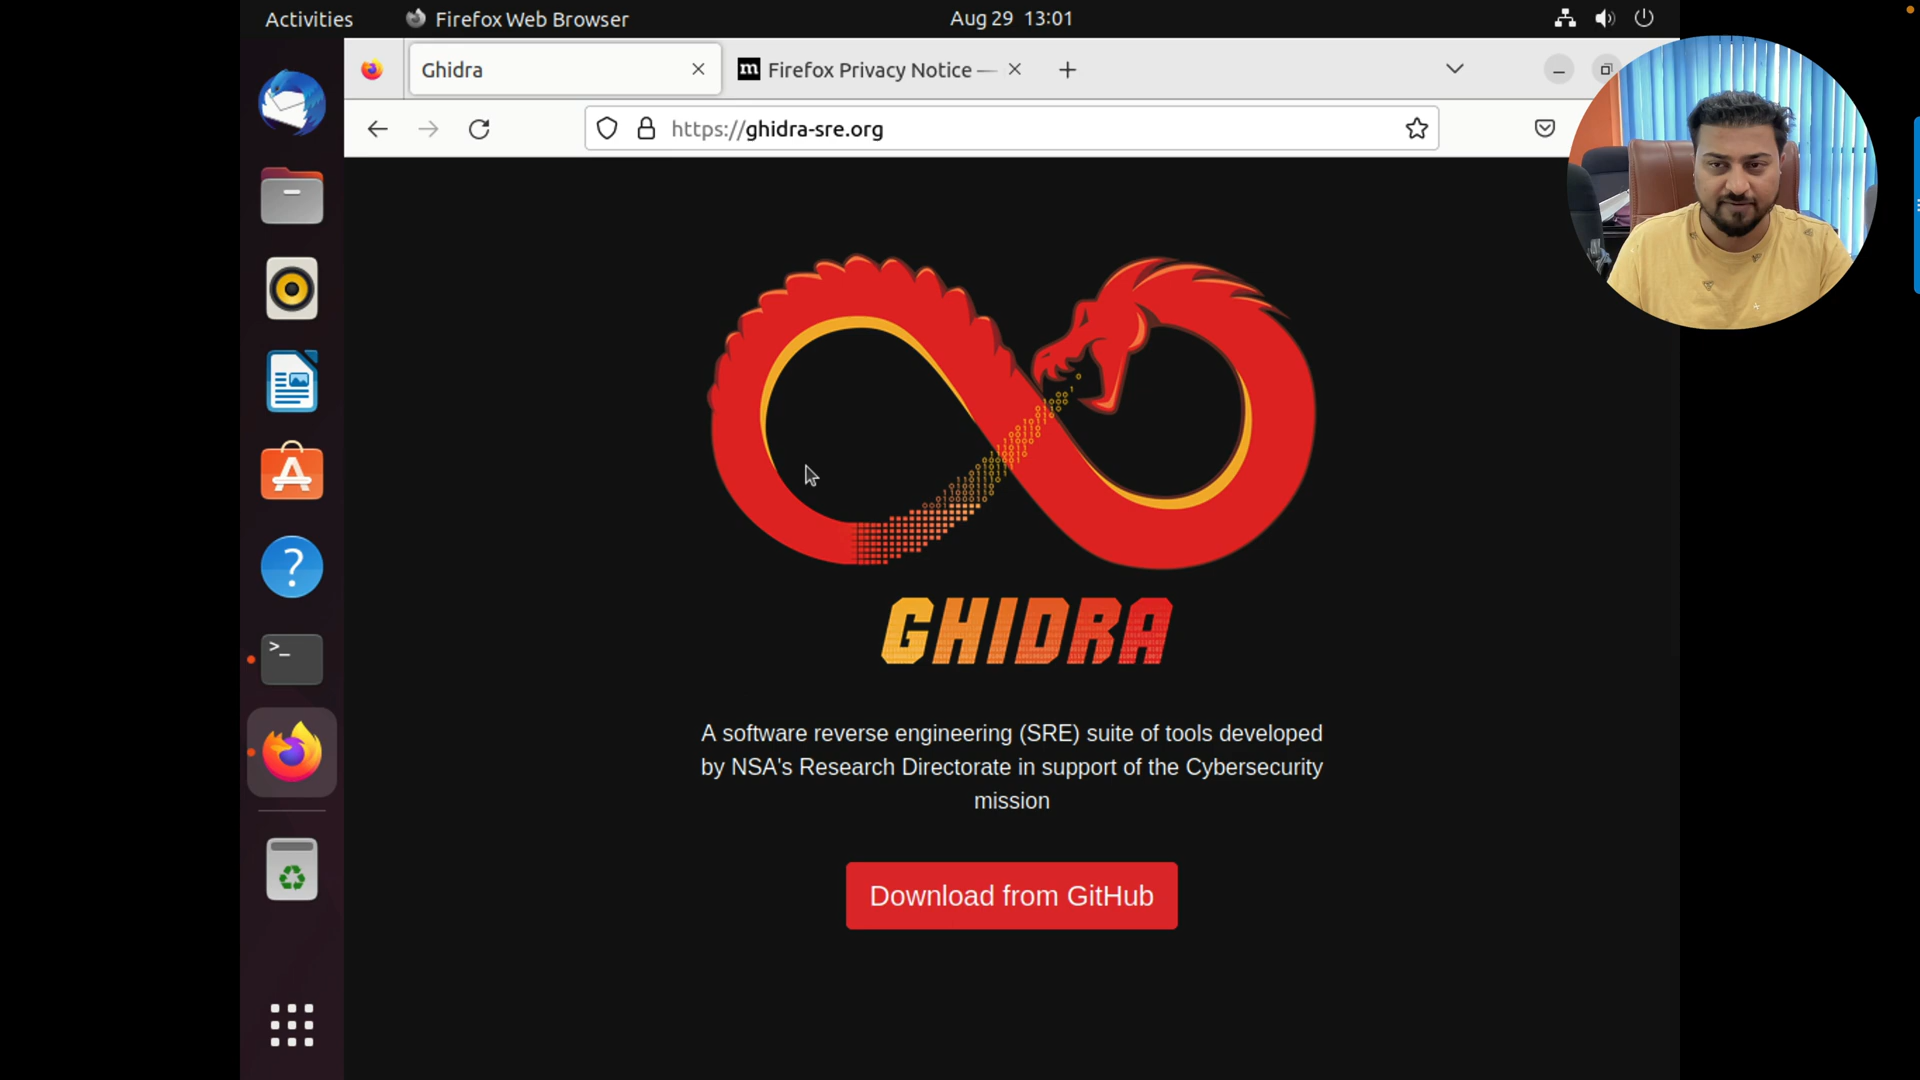 Activities
Firefox Web Browser
Aug 29 13:01
Ghidra
m Firefox Privacy Notice —
https://ghidra-sre.org
GHIDRA
A software reverse engineering (SRE) suite of tools developed
by NSA's Research Directorate in support of the Cybersecurity
mission
Download from GitHub